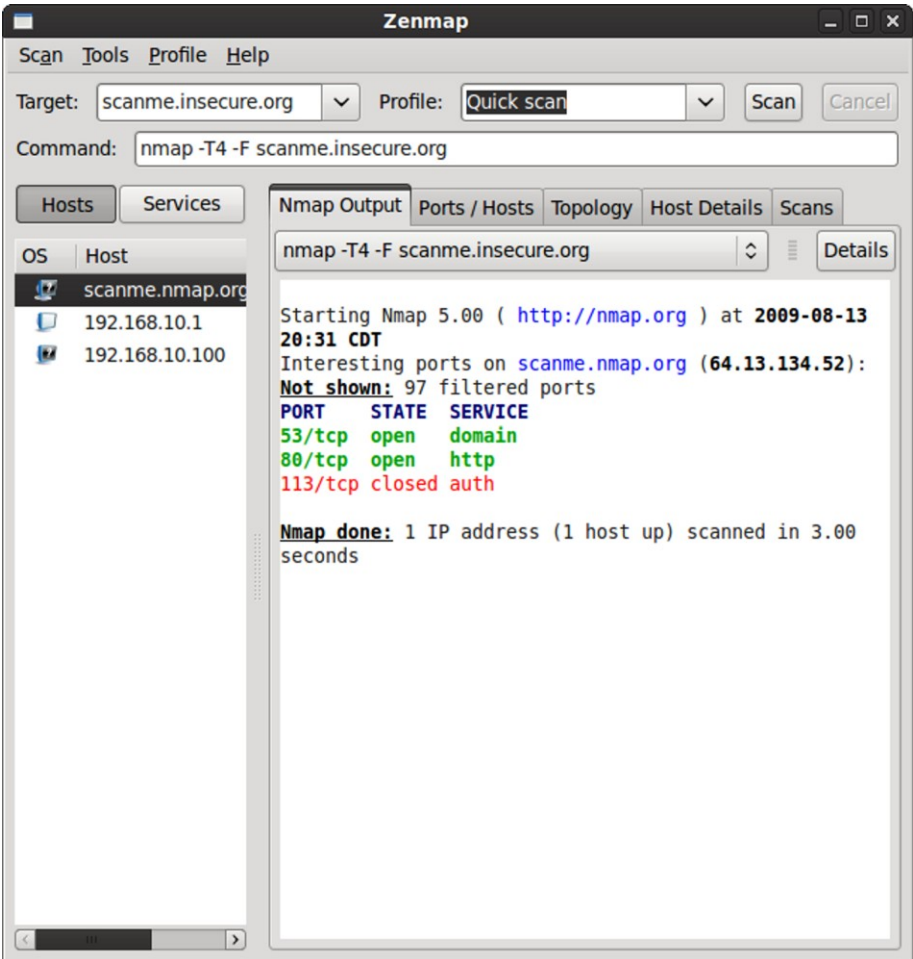 Zenmap
Scan Tools Profile Help
Target: scanme.insecure.org Profile: Quick scan Scan Cancel
Command: nmap -T4 -F scanme.insecure.org
Hosts Services
OS Host
scanme.nmap.org
192.168.10.1
192.168.10.100
Nmap Output Ports / Hosts Topology Host Details Scans
nmap -T4 -F scanme.insecure.org Details
Starting Nmap 5.00 ( http://nmap.org ) at 2009-08-13
20:31 CDT
Interesting ports on scanme.nmap.org (64.13.134.52):
Not shown: 97 filtered ports
PORT STATE SERVICE
53/tcp open domain
80/tcp open http
113/tcp closed auth
Nmap done: 1 IP address (1 host up) scanned in 3.00
seconds